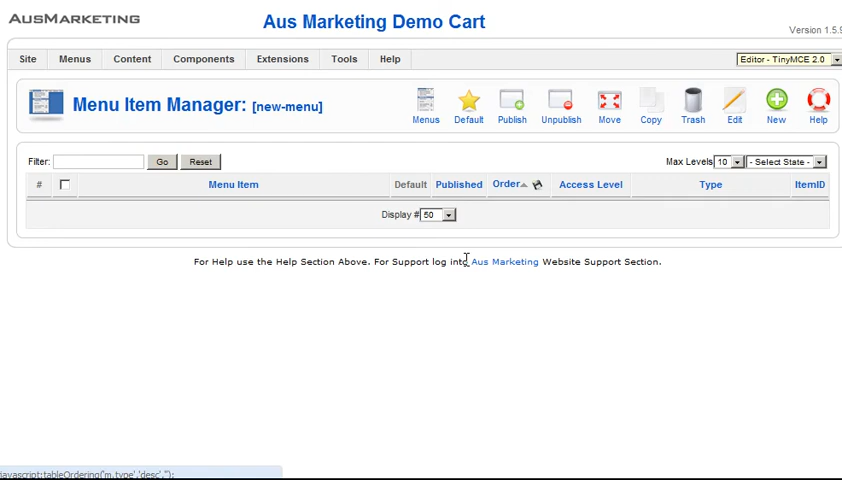 AUSMARKETING
Aus Marketing Demo Cart
Version 1.5.9
Site Menus Content Components Extensions Tools Help
Editor - TinyMCE 2.0
Menu Item Manager: [new-menu]
Menus Default Publish Unpublish Move Copy Trash Edit New Help
Filter: Go Reset Max Levels 10 - Select State -
# Menu Item Default Published Order Access Level Type ItemID
Display # 50
For Help use the Help Section Above. For Support log into Aus Marketing Website Support Section.
javascript:tableOrdering('m.type','desc','');